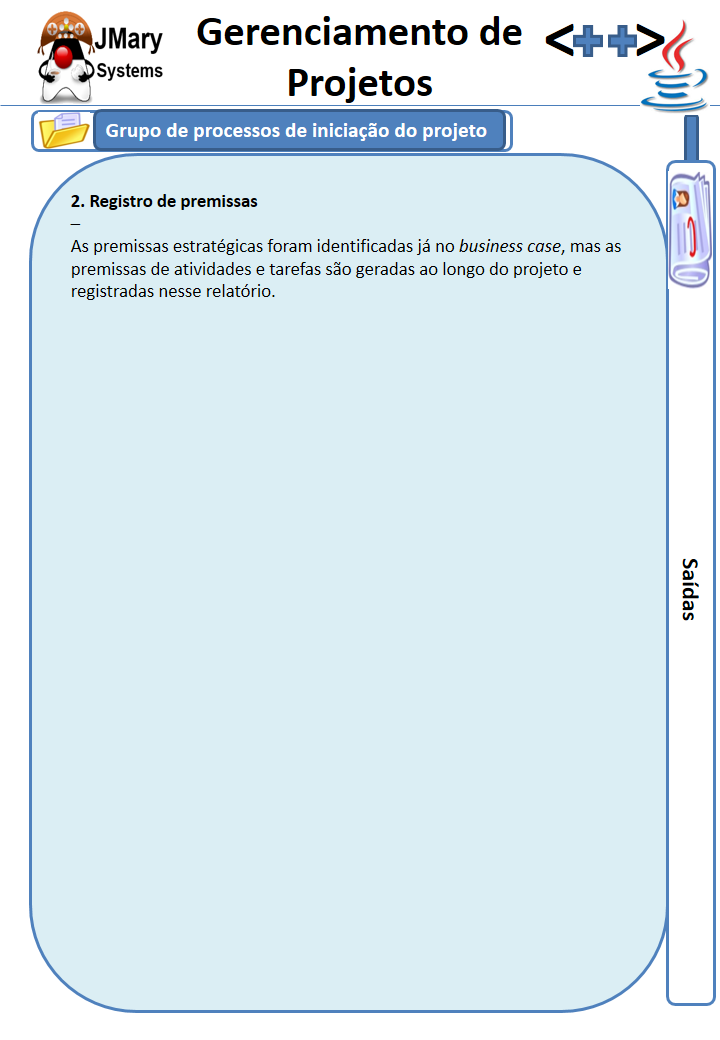 JMary
Systems
Gerenciamento de
Projetos
<++>
Grupo de processos de iniciação do projeto
2. Registro de premissas
–
As premissas estratégicas foram identificadas já no business case, mas as
premissas de atividades e tarefas são geradas ao longo do projeto e
registradas nesse relatório.
Saídas